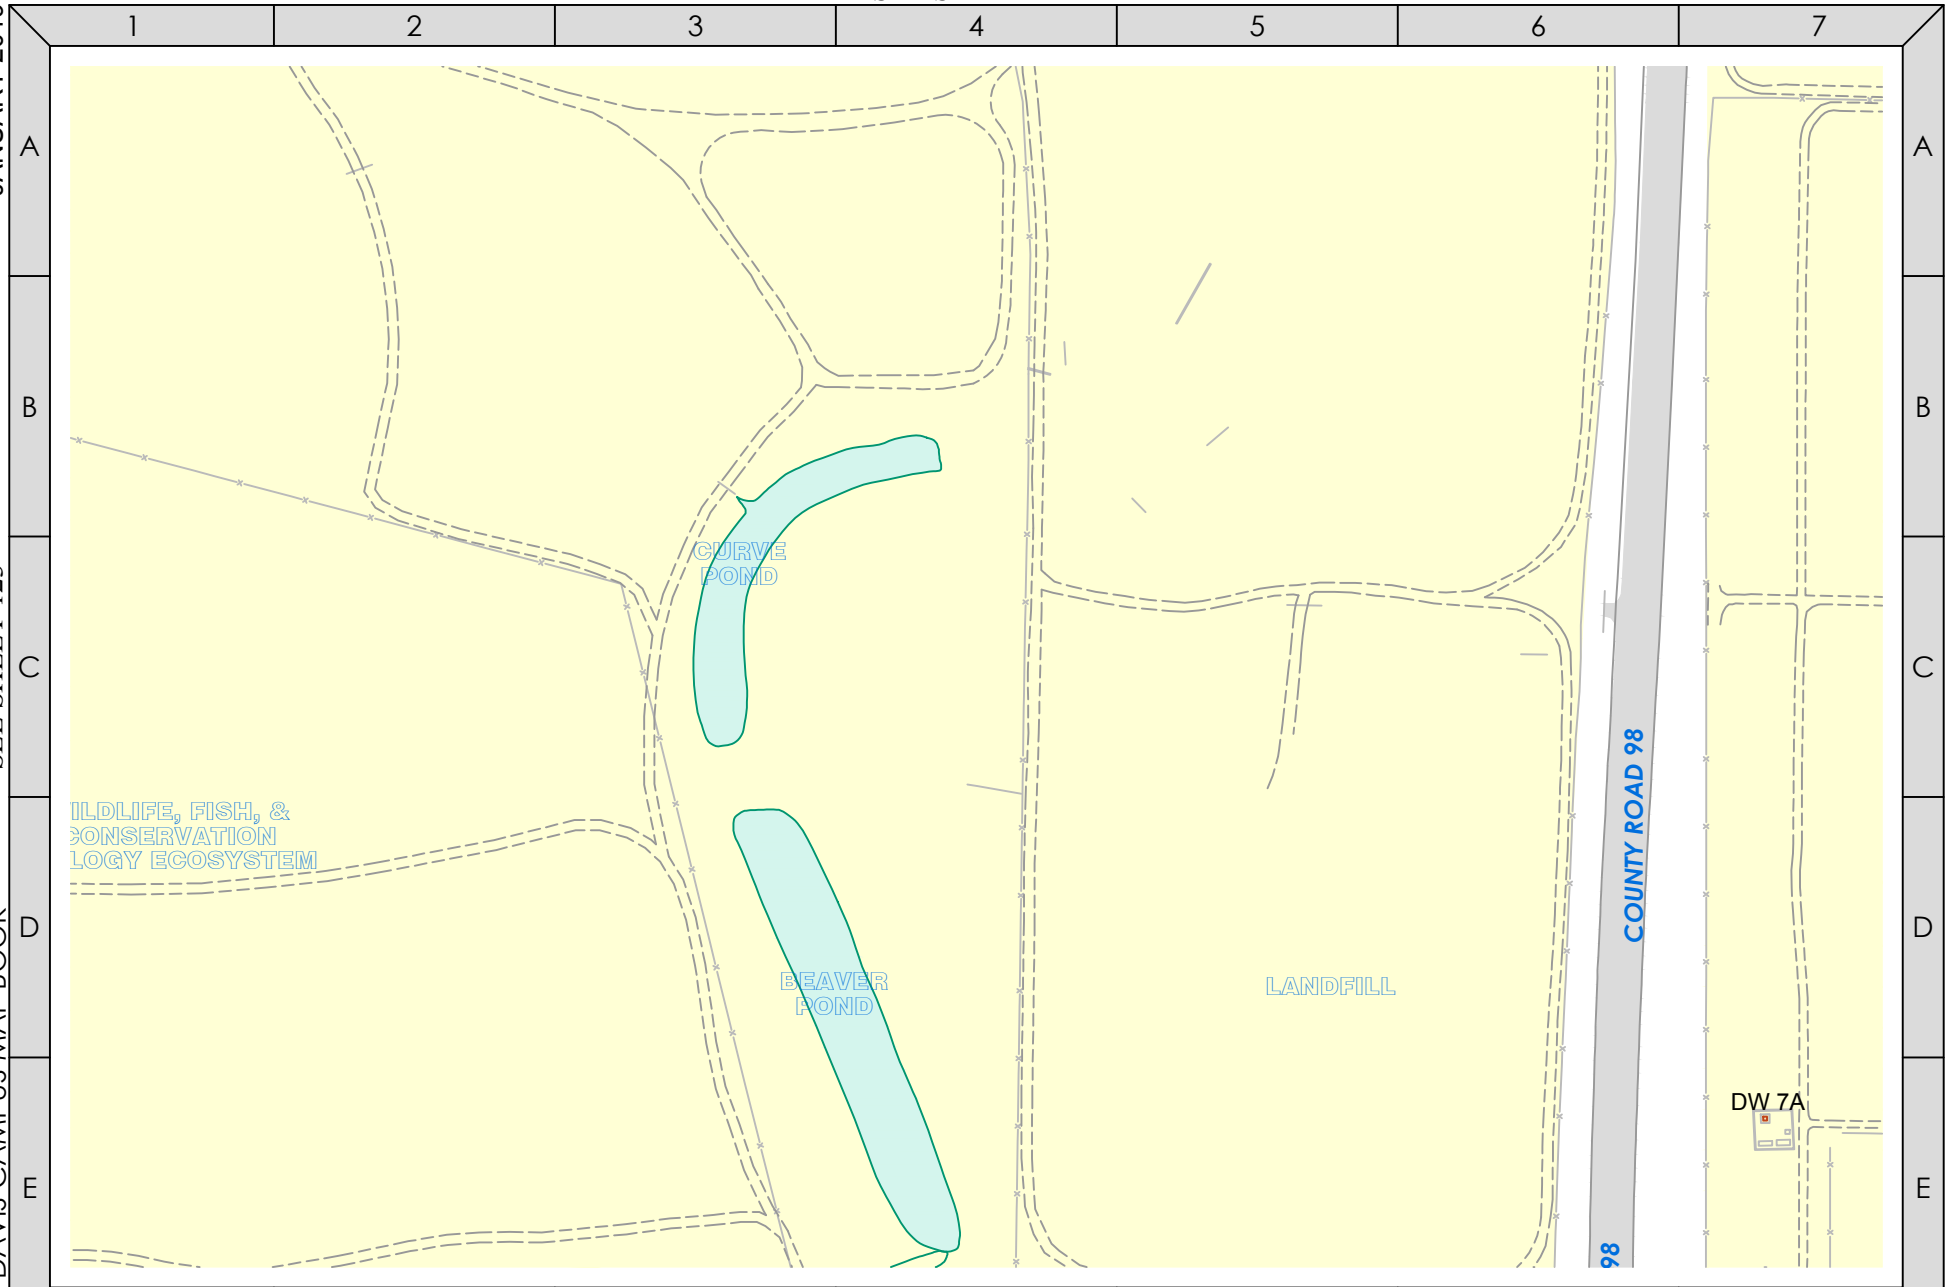 1 2 3 4 5 6 7
A A
B B
CURVE
POND
C C
COUNTY ROAD 98
ILDLIFE, FISH, &
CONSERVATION
LOGY ECOSYSTEM
D D
BEAVER
POND
LANDFILL
DW 7A
E E
98